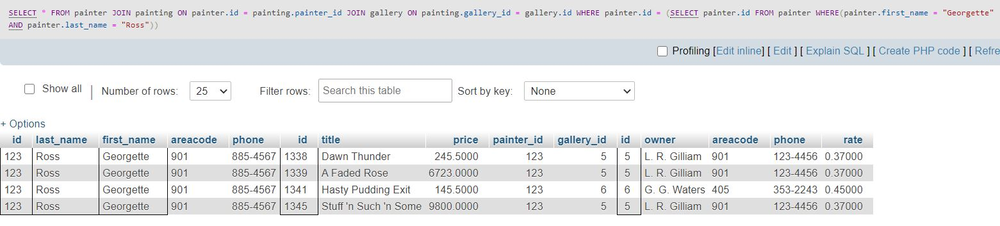 SELECT * FROM painter JOIN painting ON painter.id = painting.painter_id JOIN gallery ON painting.gallery_id = gallery.id WHERE painter.id = (SELECT painter.id FROM painter WHERE(painter.first_name = "Georgette"
AND painter.last_name = "Ross"))
Profiling [Edit inline] [ Edit ] [ Explain SQL ] [ Create PHP code ] [ Refre
Show all | Number of rows: 25 Filter rows: Search this table Sort by key: None
+ Options
id last_name first_name areacode phone id title price painter_id gallery_id id owner areacode phone rate
123 Ross Georgette 901 885-4567 1338 Dawn Thunder 245.5000 123 5 5 L. R. Gilliam 901 123-4456 0.37000
123 Ross Georgette 901 885-4567 1339 A Faded Rose 6723.0000 123 5 5 L. R. Gilliam 901 123-4456 0.37000
123 Ross Georgette 901 885-4567 1341 Hasty Pudding Exit 145.5000 123 6 6 G. G. Waters 405 353-2243 0.45000
123 Ross Georgette 901 885-4567 1345 Stuff 'n Such 'n Some 9800.0000 123 5 5 L. R. Gilliam 901 123-4456 0.37000